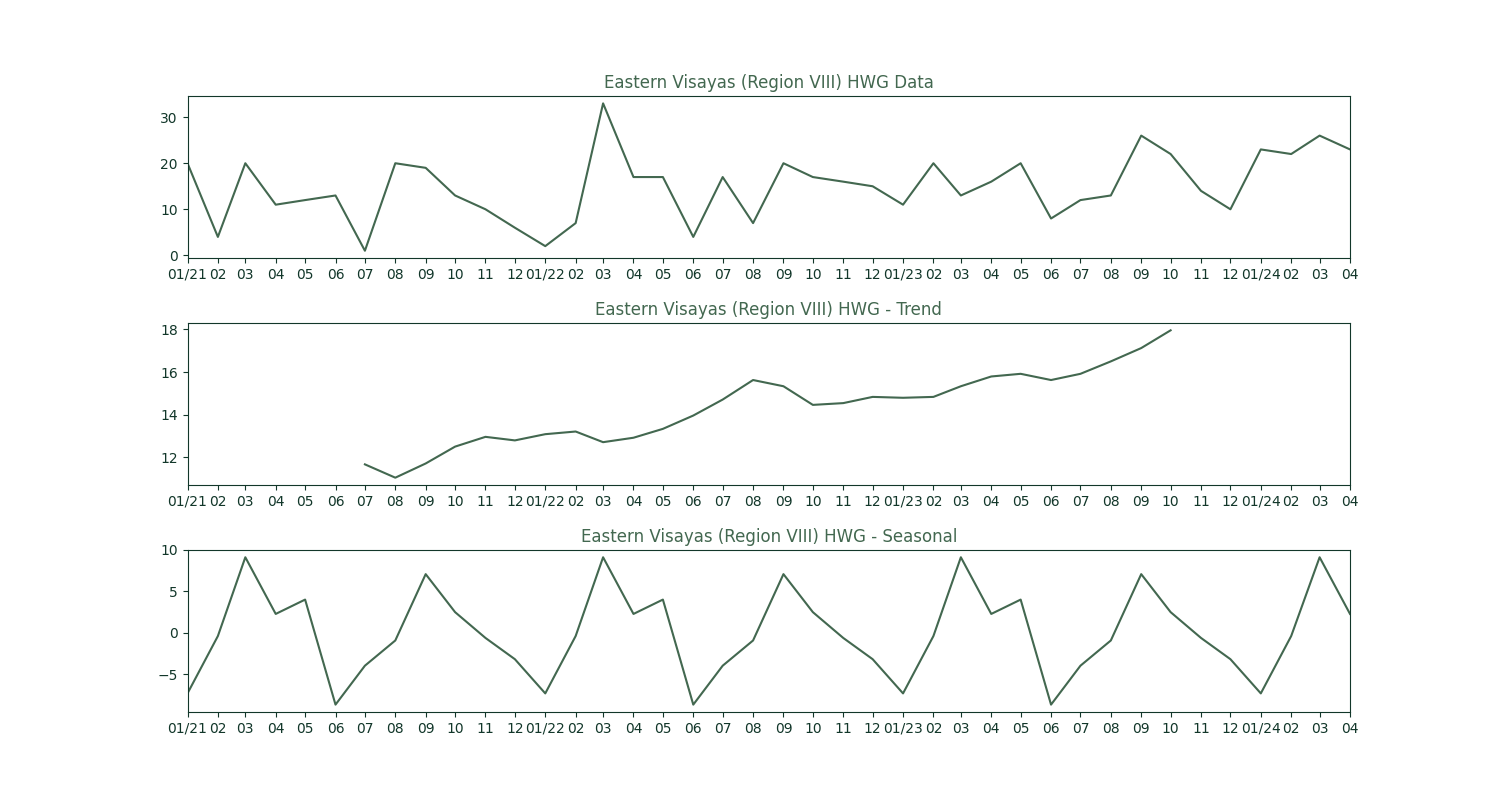 Eastern Visayas (Region VIII) HWG Data
30
20
10
0
01/21 02 03 04 05 06 07 08 09 10 11 12 01/22 02 03 04 05 06 07 08 09 10 11 12 01/23 02 03 04 05 06 07 08 09 10 11 12 01/24 02 03 04
Eastern Visayas (Region VIII) HWG - Trend
18
16
14
12
01/21 02 03 04 05 06 07 08 09 10 11 12 01/22 02 03 04 05 06 07 08 09 10 11 12 01/23 02 03 04 05 06 07 08 09 10 11 12 01/24 02 03 04
Eastern Visayas (Region VIII) HWG - Seasonal
10
5
0
−5
01/21 02 03 04 05 06 07 08 09 10 11 12 01/22 02 03 04 05 06 07 08 09 10 11 12 01/23 02 03 04 05 06 07 08 09 10 11 12 01/24 02 03 04